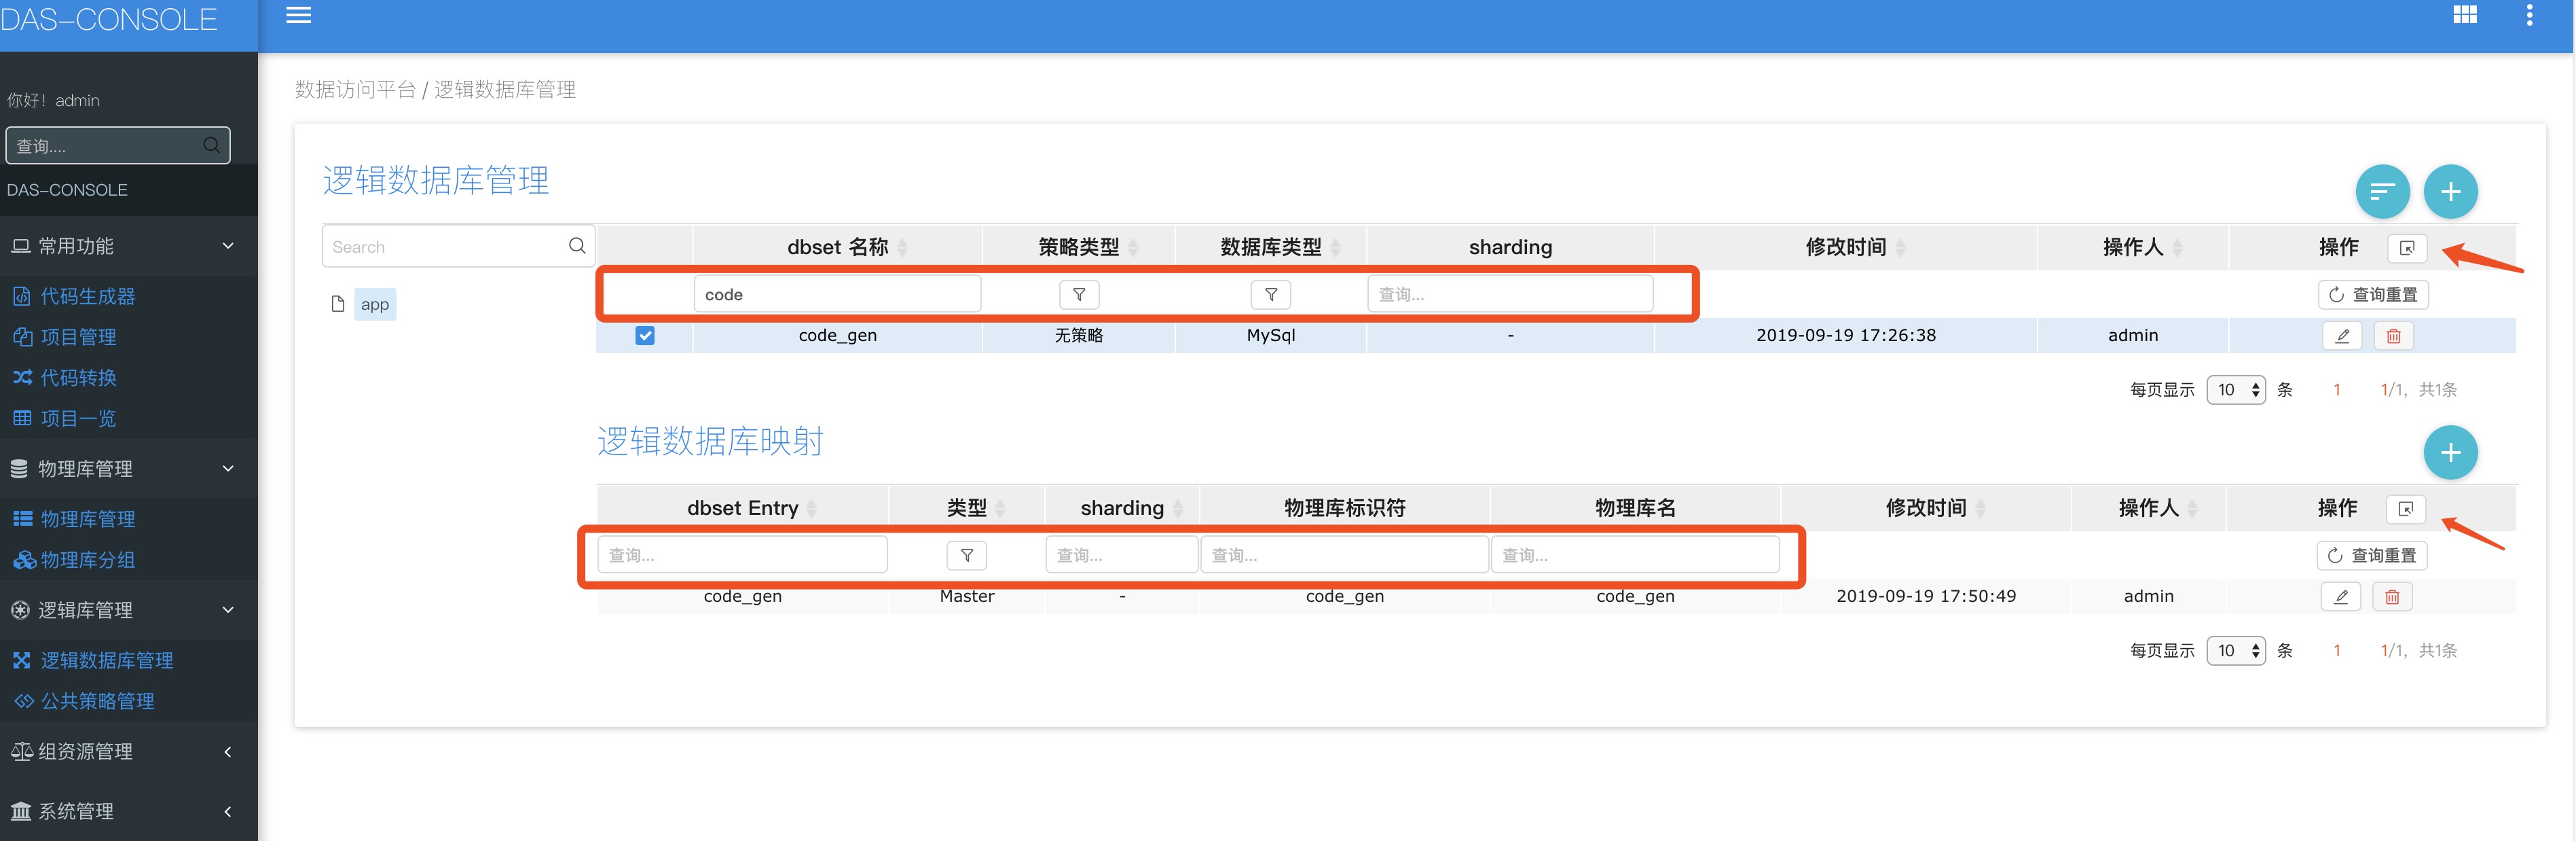 DAS-CONSOLE
你好！admin
查询....
DAS-CONSOLE
常用功能
代码生成器
项目管理
代码转换
项目一览
物理库管理
物理库管理
物理库分组
逻辑库管理
逻辑数据库管理
公共策略管理
组资源管理
系统管理
数据访问平台 / 逻辑数据库管理
逻辑数据库管理
Search
app
dbset 名称 策略类型 数据库类型 sharding 修改时间 操作人 操作
code 查询... 查询重置
code_gen 无策略 MySql - 2019-09-19 17:26:38 admin
每页显示 10 条 1 1/1, 共1条
逻辑数据库映射
dbset Entry 类型 sharding 物理库标识符 物理库名 修改时间 操作人 操作
查询... 查询... 查询... 查询... 查询重置
code_gen Master - code_gen code_gen 2019-09-19 17:50:49 admin
每页显示 10 条 1 1/1, 共1条